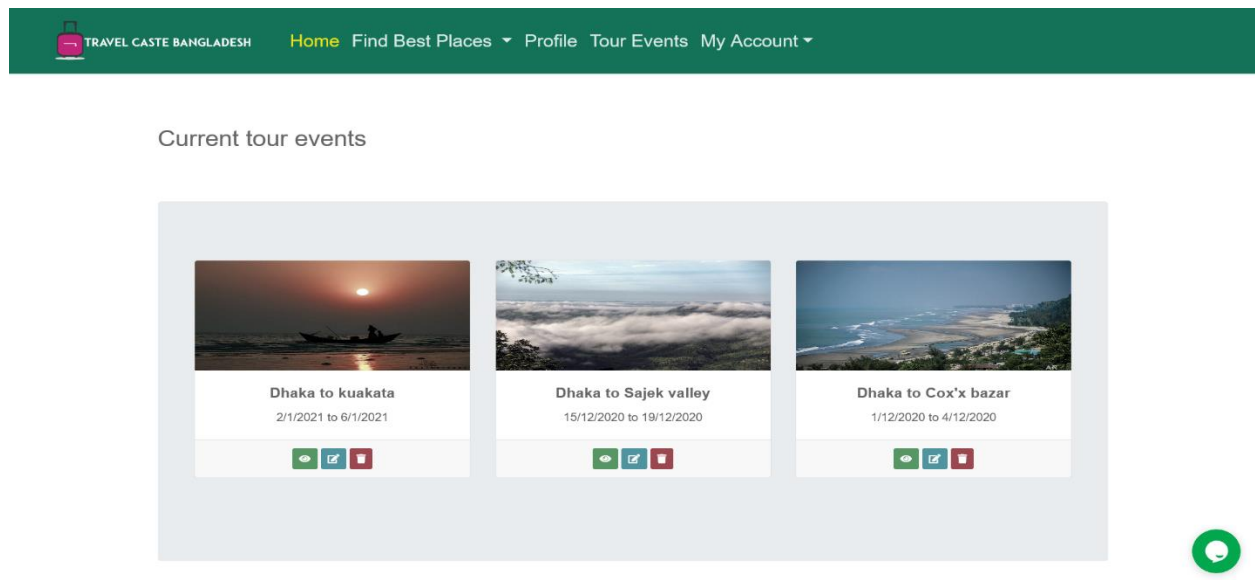 TRAVEL CASTE BANGLADESH Home Find Best Places Profile Tour Events My Account
Current tour events
Dhaka to kuakata
2/1/2021 to 6/1/2021
Dhaka to Sajek valley
15/12/2020 to 19/12/2020
Dhaka to Cox'x bazar
1/12/2020 to 4/12/2020